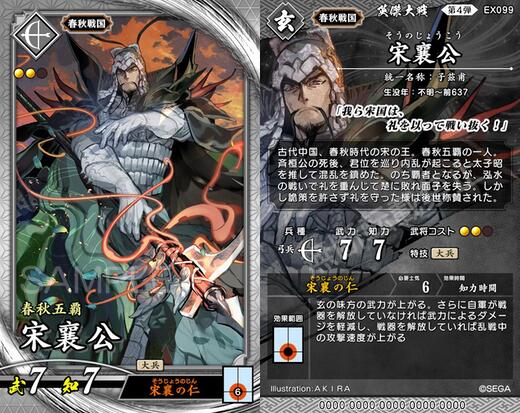 春秋戦国
SAMPLE
春秋五覇
宋襄公
大兵
武7 知7
そうじょうのじん
宋襄の仁
6
玄
春秋戦国
英傑大戦
第4弾
EX099
そうのじょうこう
宋襄公
統一名称:子茲甫
生没年:不明~前637
「我ら宋国は、
礼を以って戦い抜く!」
古代中国、春秋時代の宋の王。春秋五覇の一人。
斉桓公の死後、君位を巡り内乱が起こると太子昭
を推して混乱を鎮めた。のち覇者となるが、泓水
の戦いで礼を重んじて楚に敗れ面子を失う。しか
し詭策を許さず礼を守った様は後世称賛された。
兵種 武力 知力 武将コスト
弓兵 7 7 特技 大兵
そうじょうのじん 必要士気 効果時間
宋襄の仁 6 知力時間
効果範囲
玄の味方の武力が上がる。さらに自軍が戦
器を解放していなければ武力によるダメー
ジを軽減し、戦器を解放していれば乱戦中
の攻撃速度が上がる
Illustration:AKIRA
©SEGA
0000 0000 0000 0000 0000